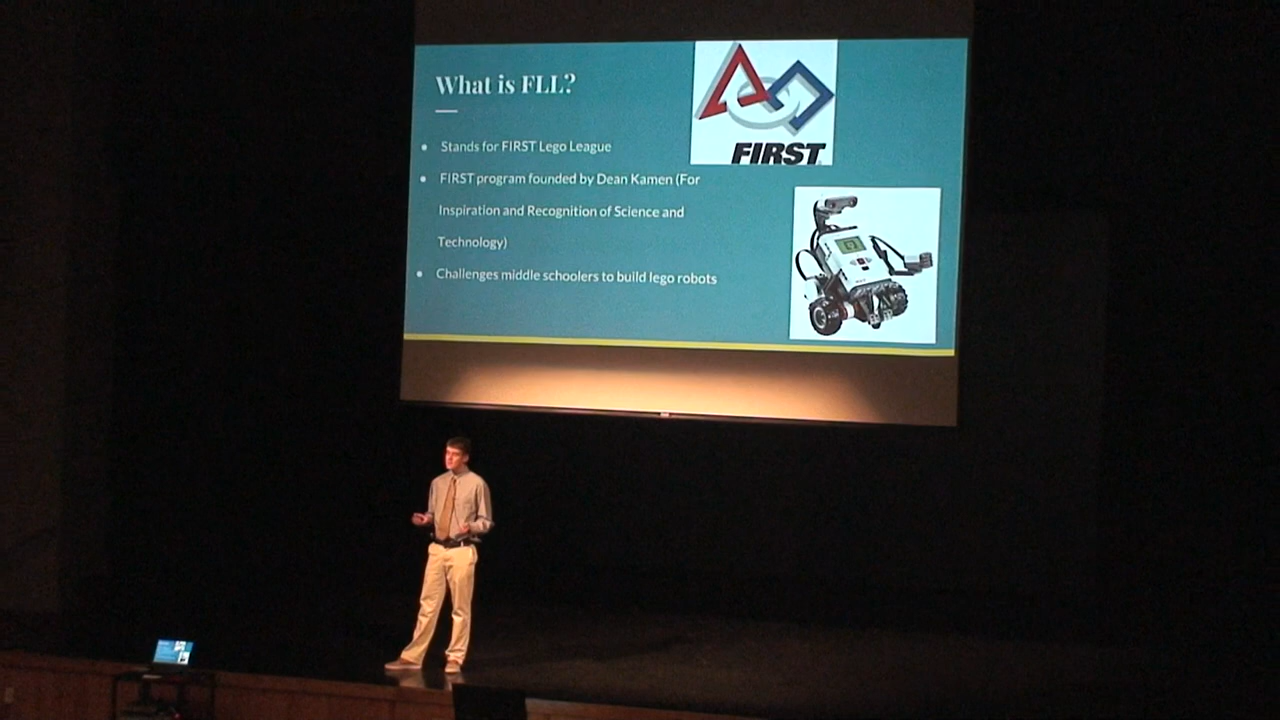 What is FLL?
Stands for FIRST Lego League
FIRST program founded by Dean Kamen (For
Inspiration and Recognition of Science and
Technology)
Challenges middle schoolers to build lego robots
FIRST